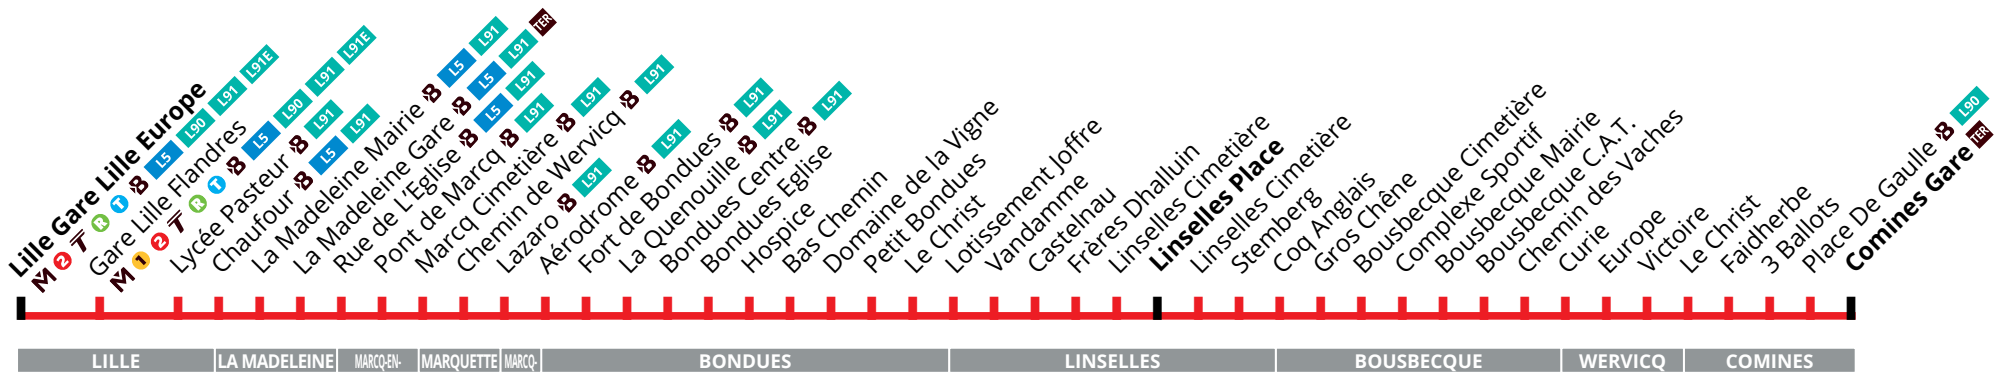 Lille Gare Lille Europe
M 2 T R T B L5 L90 L91 L91E
Gare Lille Flandres
M 1 2 T R T B L5 L90 L91 L91E
Lycée Pasteur B L91
Chaufour B L5 L91
La Madeleine Mairie B L5 L91
La Madeleine Gare B L5 L91 TER
Rue de L'Eglise B L5 L91
Pont de Marcq B L91
Marcq Cimetière B L91
Chemin de Wervicq B L91
Lazaro B L91
Aérodrome B L91
Fort de Bondues B L91
La Quenouille B L91
Bondues Centre B L91
Bondues Eglise
Hospice
Bas Chemin
Domaine de la Vigne
Petit Bondues
Le Christ
Lotissement Joffre
Vandamme
Castelnau
Frères Dhalluin
Linselles Cimetière
Linselles Place
Linselles Cimetière
Stemberg
Coq Anglais
Gros Chêne
Bousbecque Cimetière
Complexe Sportif
Bousbecque Mairie
Bousbecque C.A.T.
Chemin des Vaches
Curie
Europe
Victoire
Le Christ
Faidherbe
3 Ballots
Place De Gaulle B L90
Comines Gare TER
LILLE LA MADELEINE MARCQ-EN- MARQUETTE MARCQ- BONDUES LINSELLES BOUSBECQUE WERVICQ COMINES